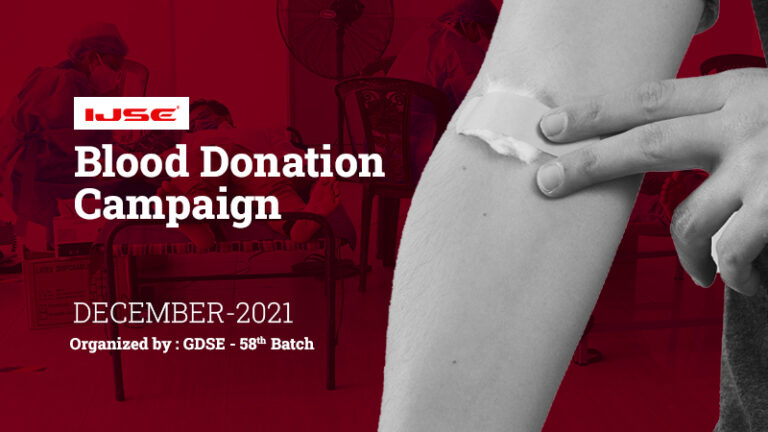 IJSE®
Blood Donation
Campaign
DECEMBER-2021
Organized by : GDSE - 58th Batch